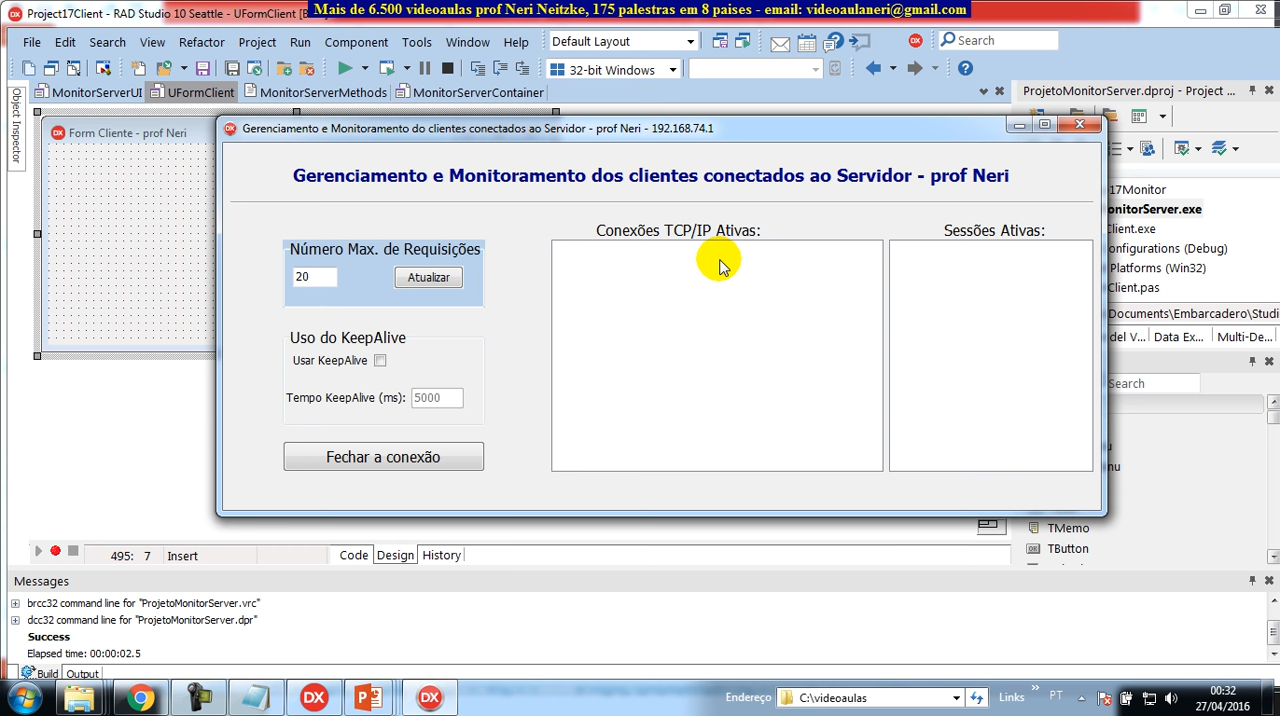 Project17Client - RAD Studio 10 Seattle - UFormClient [B
Mais de 6.500 videoaulas prof Neri Neitzke, 175 palestras em 8 paises - email: videoaulaneri@gmail.com
File Edit Search View Refactor Project Run Component Tools Window Help
Default Layout
Search
32-bit Windows
MonitorServerUI
UFormClient
MonitorServerMethods
MonitorServerContainer
ProjetoMonitorServer.dproj - Project ...
Object Inspector
Form Cliente - prof Neri
Gerenciamento e Monitoramento do clientes conectados ao Servidor - prof Neri - 192.168.74.1
Gerenciamento e Monitoramento dos clientes conectados ao Servidor - prof Neri
Número Max. de Requisições
20
Atualizar
Uso do KeepAlive
Usar KeepAlive
Tempo KeepAlive (ms): 5000
Fechar a conexão
Conexões TCP/IP Ativas:
Sessões Ativas:
17Monitor
onitorServer.exe
Client.exe
onfigurations (Debug)
Platforms (Win32)
Client.pas
Documents\Embarcadero\Studi
del V... Data Ex... Multi-De...
Search
TMemo
TButton
495: 7 Insert
Code Design History
Messages
brcc32 command line for "ProjetoMonitorServer.vrc"
dcc32 command line for "ProjetoMonitorServer.dpr"
Success
Elapsed time: 00:00:02.5
Build Output
Endereço C:\videoaulas
Links
PT
00:32
27/04/2016